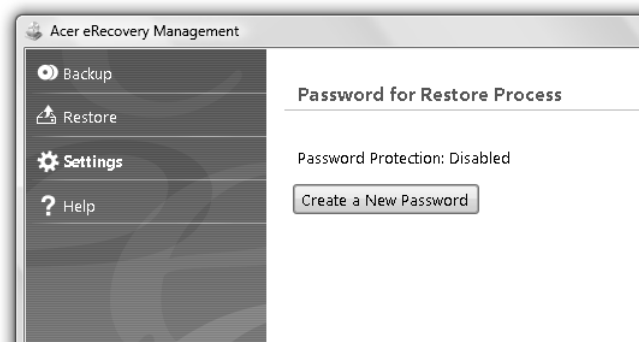 Acer eRecovery Management
Backup
Restore
Settings
Help
Password for Restore Process
Password Protection: Disabled
Create a New Password